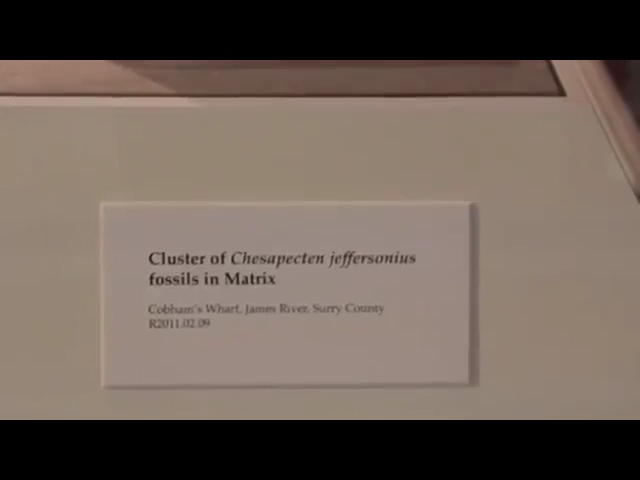 Cluster of Chesapecten jeffersonius
fossils in Matrix
Cobham's Wharf, James River, Surry County
R2011.02.09